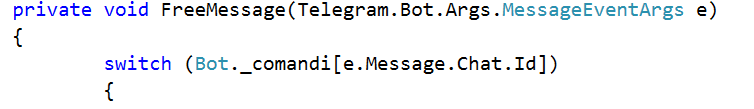 private void FreeMessage(Telegram.Bot.Args.MessageEventArgs e)
{
switch (Bot._comandi[e.Message.Chat.Id])
{